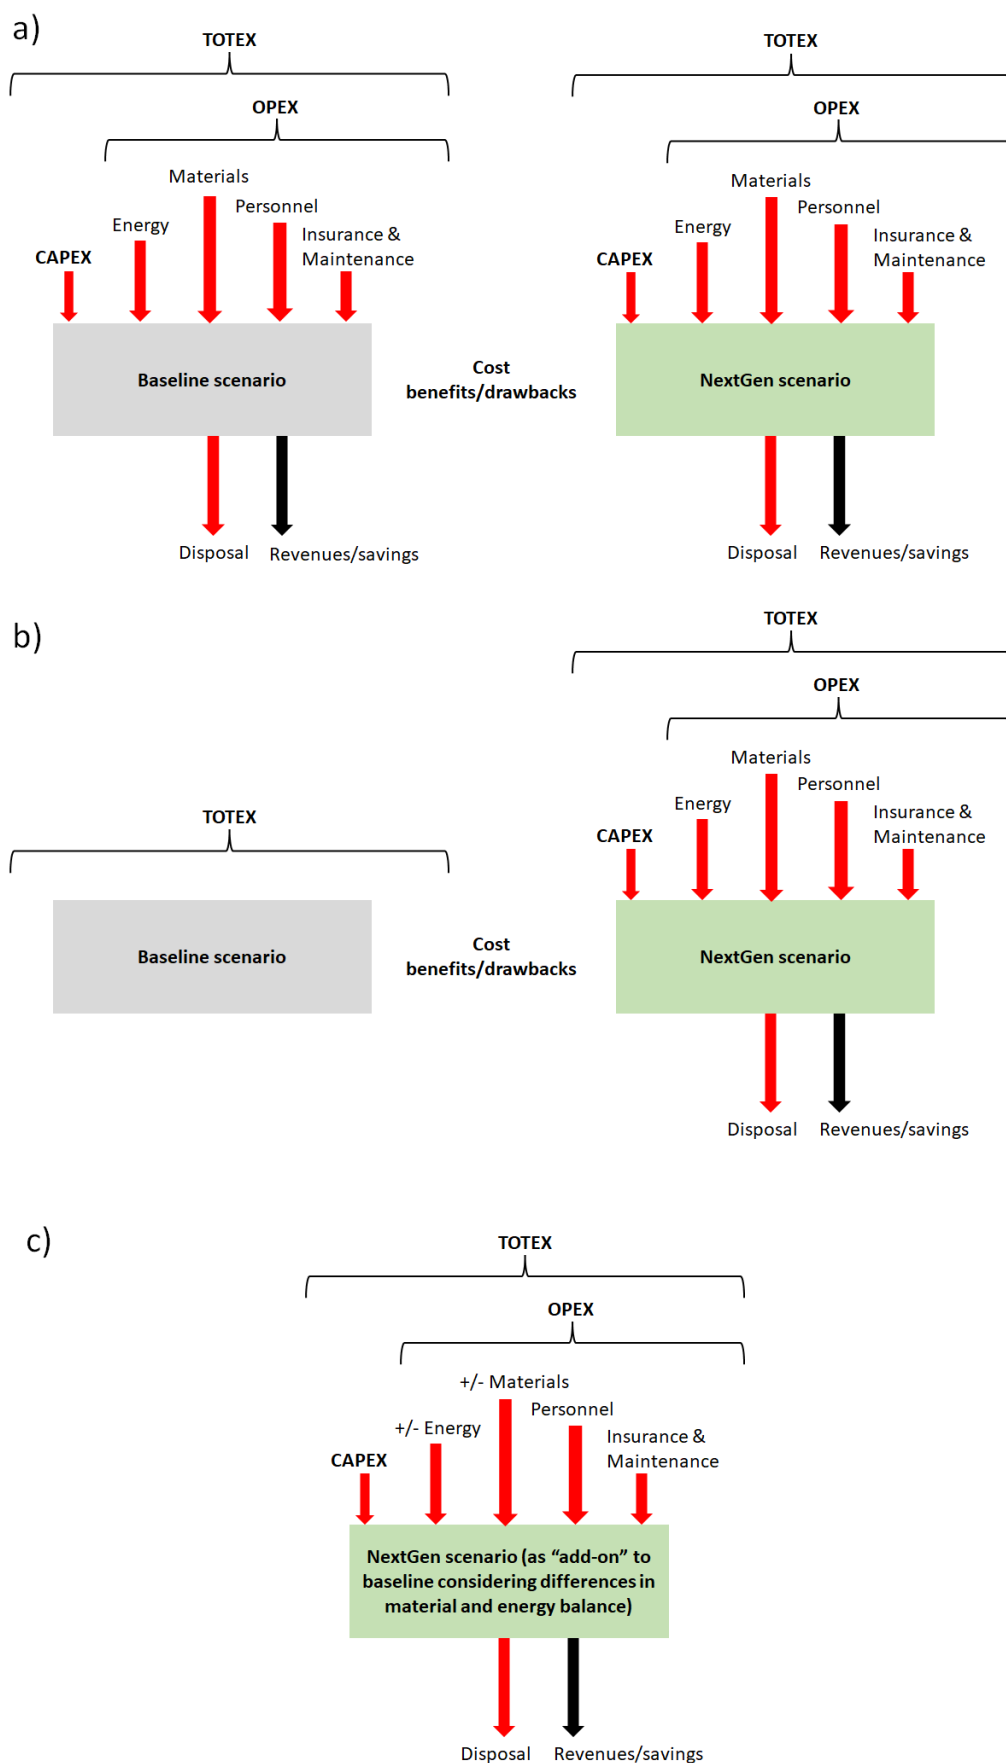 a)
TOTEX
TOTEX
OPEX
OPEX
Materials
Personnel
Energy
Insurance &
Maintenance
CAPEX
Materials
Personnel
Energy
Insurance &
Maintenance
CAPEX
Baseline scenario
Cost
benefits/drawbacks
NextGen scenario
Disposal
Revenues/savings
Disposal
Revenues/savings
b)
TOTEX
OPEX
Materials
Personnel
Energy
Insurance &
Maintenance
CAPEX
TOTEX
Baseline scenario
Cost
benefits/drawbacks
NextGen scenario
Disposal
Revenues/savings
c)
TOTEX
OPEX
+/- Materials
Personnel
+/- Energy
Insurance &
Maintenance
CAPEX
NextGen scenario (as “add-on” to
baseline considering differences in
material and energy balance)
Disposal
Revenues/savings